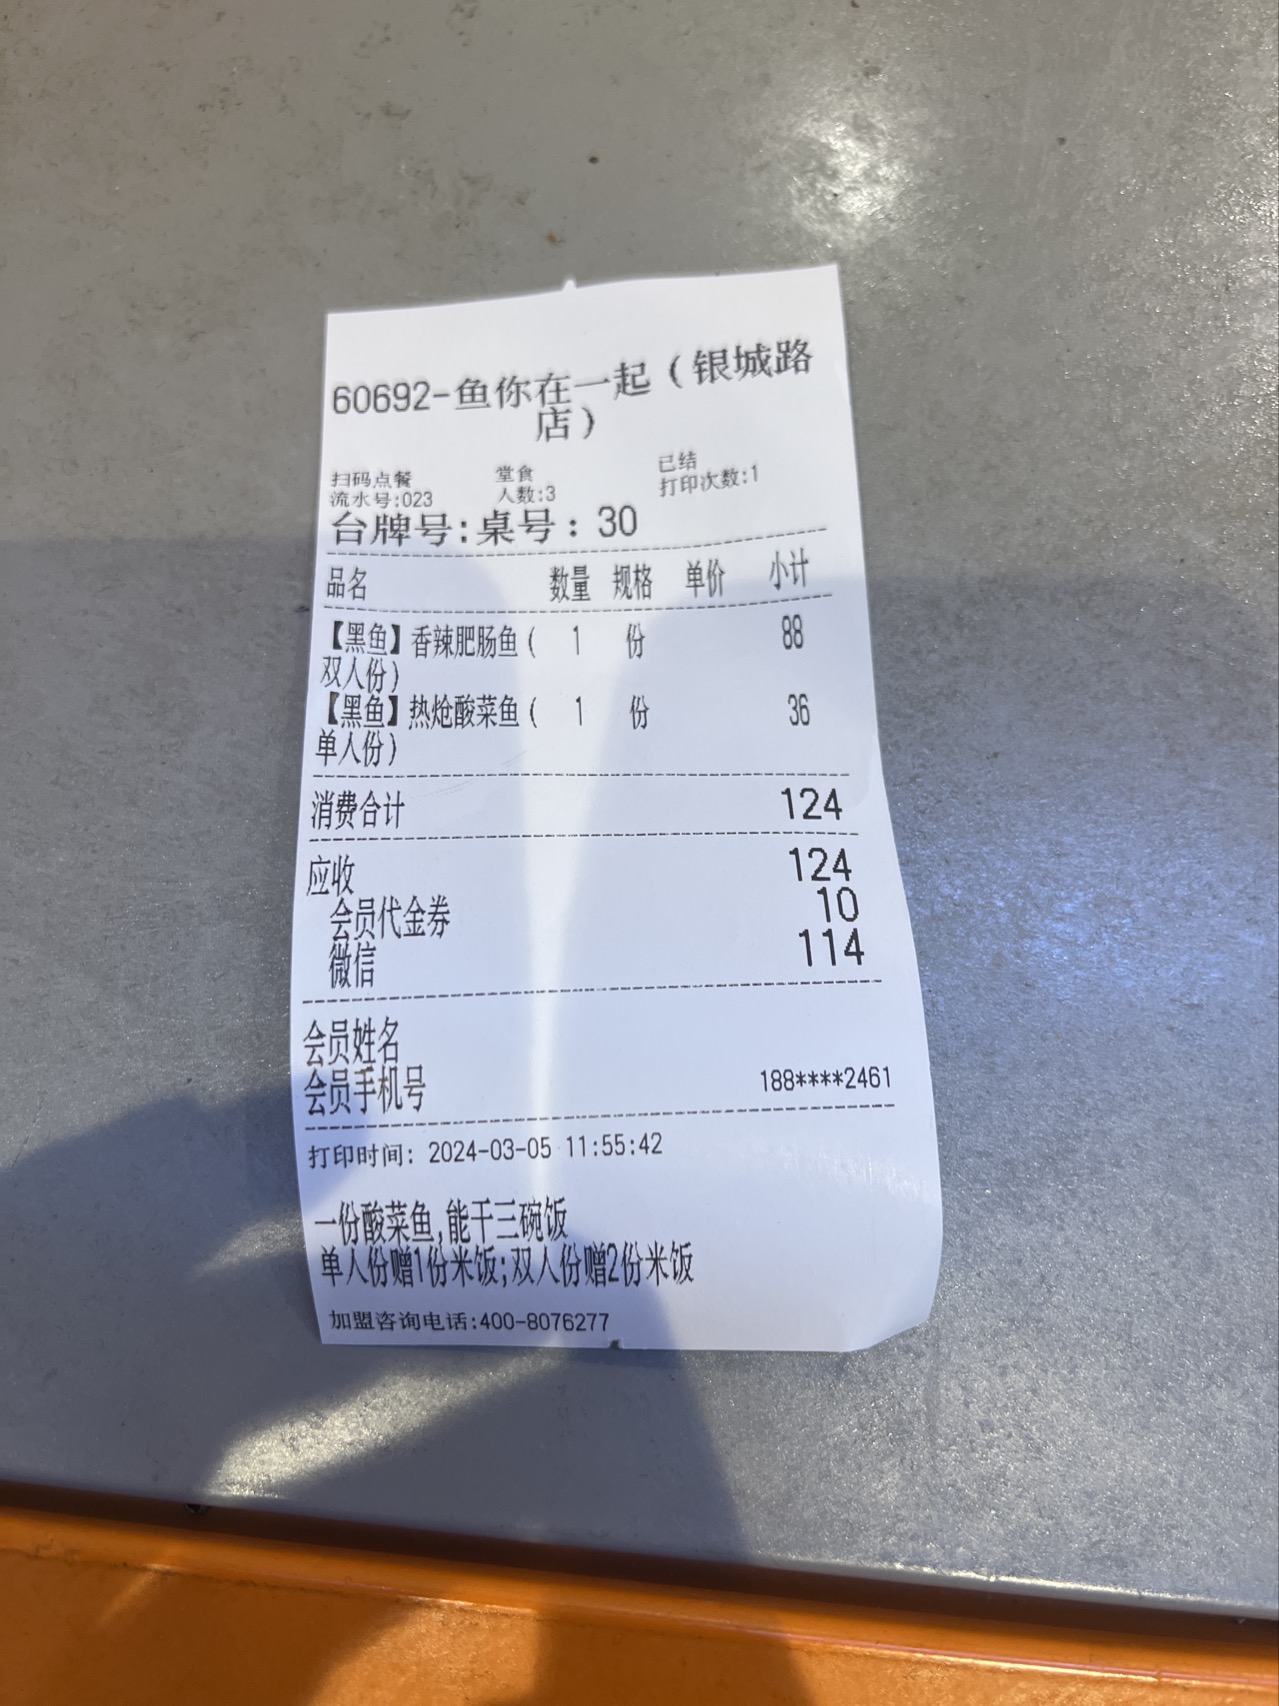 60692-鱼你在一起（银城路
店）
扫码点餐 堂食 已结
流水号:023 人数:3 打印次数:1
台牌号:桌号：30
品名 数量 规格 单价 小计
【黑鱼】香辣肥肠鱼( 1 份 88
双人份)
【黑鱼】热炝酸菜鱼( 1 份 36
单人份)
消费合计 124
应收 124
会员代金券 10
微信 114
会员姓名
会员手机号 188****2461
打印时间: 2024-03-05 11:55:42
一份酸菜鱼,能干三碗饭
单人份赠1份米饭;双人份赠2份米饭
加盟咨询电话:400-8076277